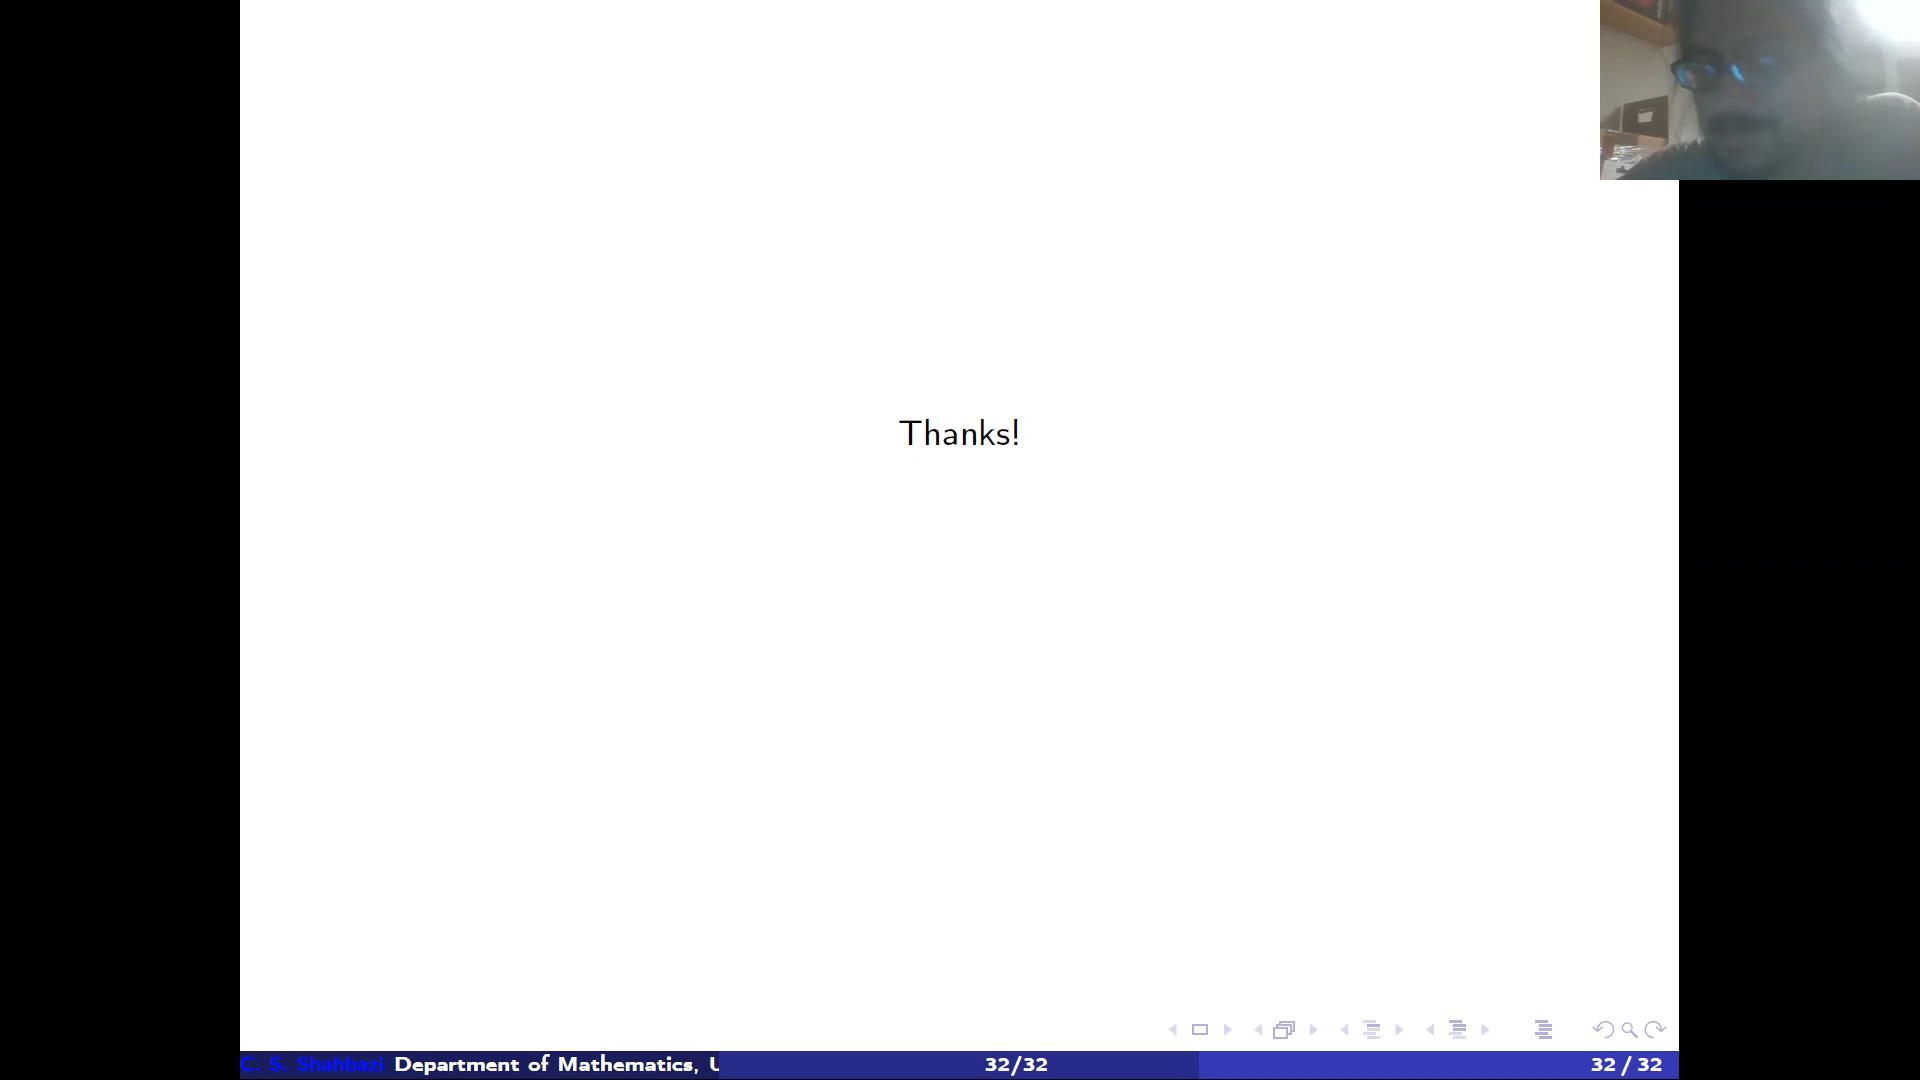 Thanks!
C. S. Shahbazi Department of Mathematics, U
32/32
32 / 32